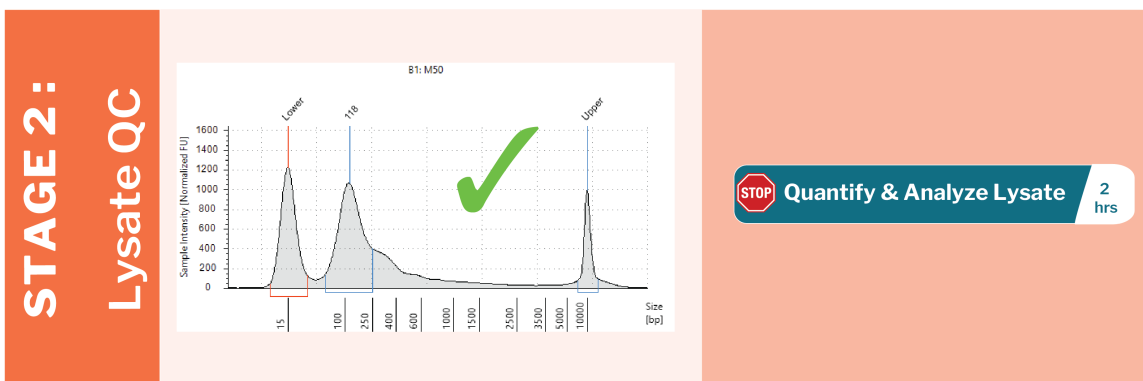 STAGE 2:
Lysate QC
B1: M50
Lower
118
Upper
Sample Intensity [Normalized FU]
1600
1400
1200
1000
800
600
400
200
0
15
100
250
400
600
1000
1500
2500
3500
5000
10000
Size
[bp]
STOP
Quantify & Analyze Lysate
2
hrs